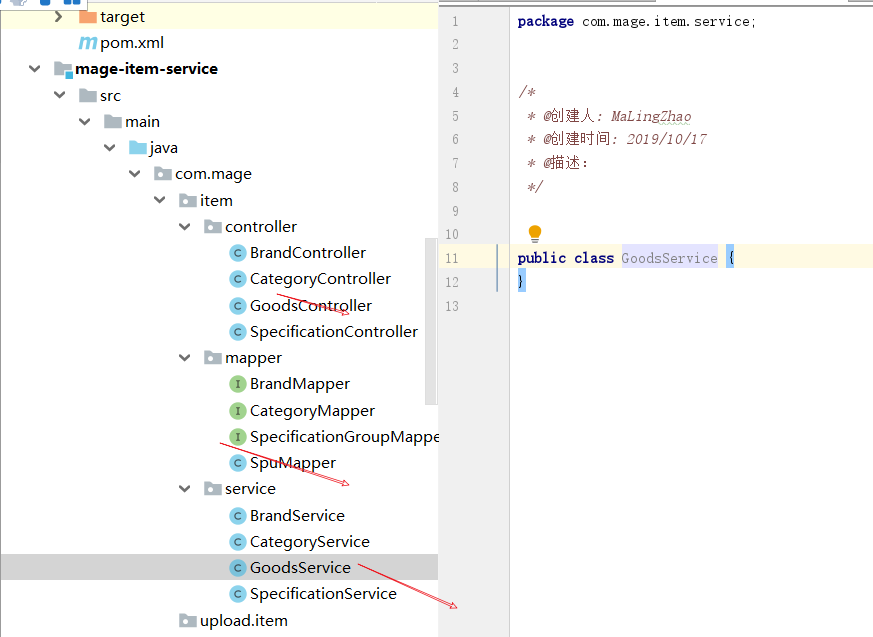 target
pom.xml
mage-item-service
src
main
java
com.mage
item
controller
BrandController
CategoryController
GoodsController
SpecificationController
mapper
BrandMapper
CategoryMapper
SpecificationGroupMappe
SpuMapper
service
BrandService
CategoryService
GoodsService
SpecificationService
upload.item
1 package com.mage.item.service;
2
3
4 /*
5 * @创建人: MaLingZhao
6 * @创建时间: 2019/10/17
7 * @描述:
8 */
9
10
11 public class GoodsService {
12 }
13